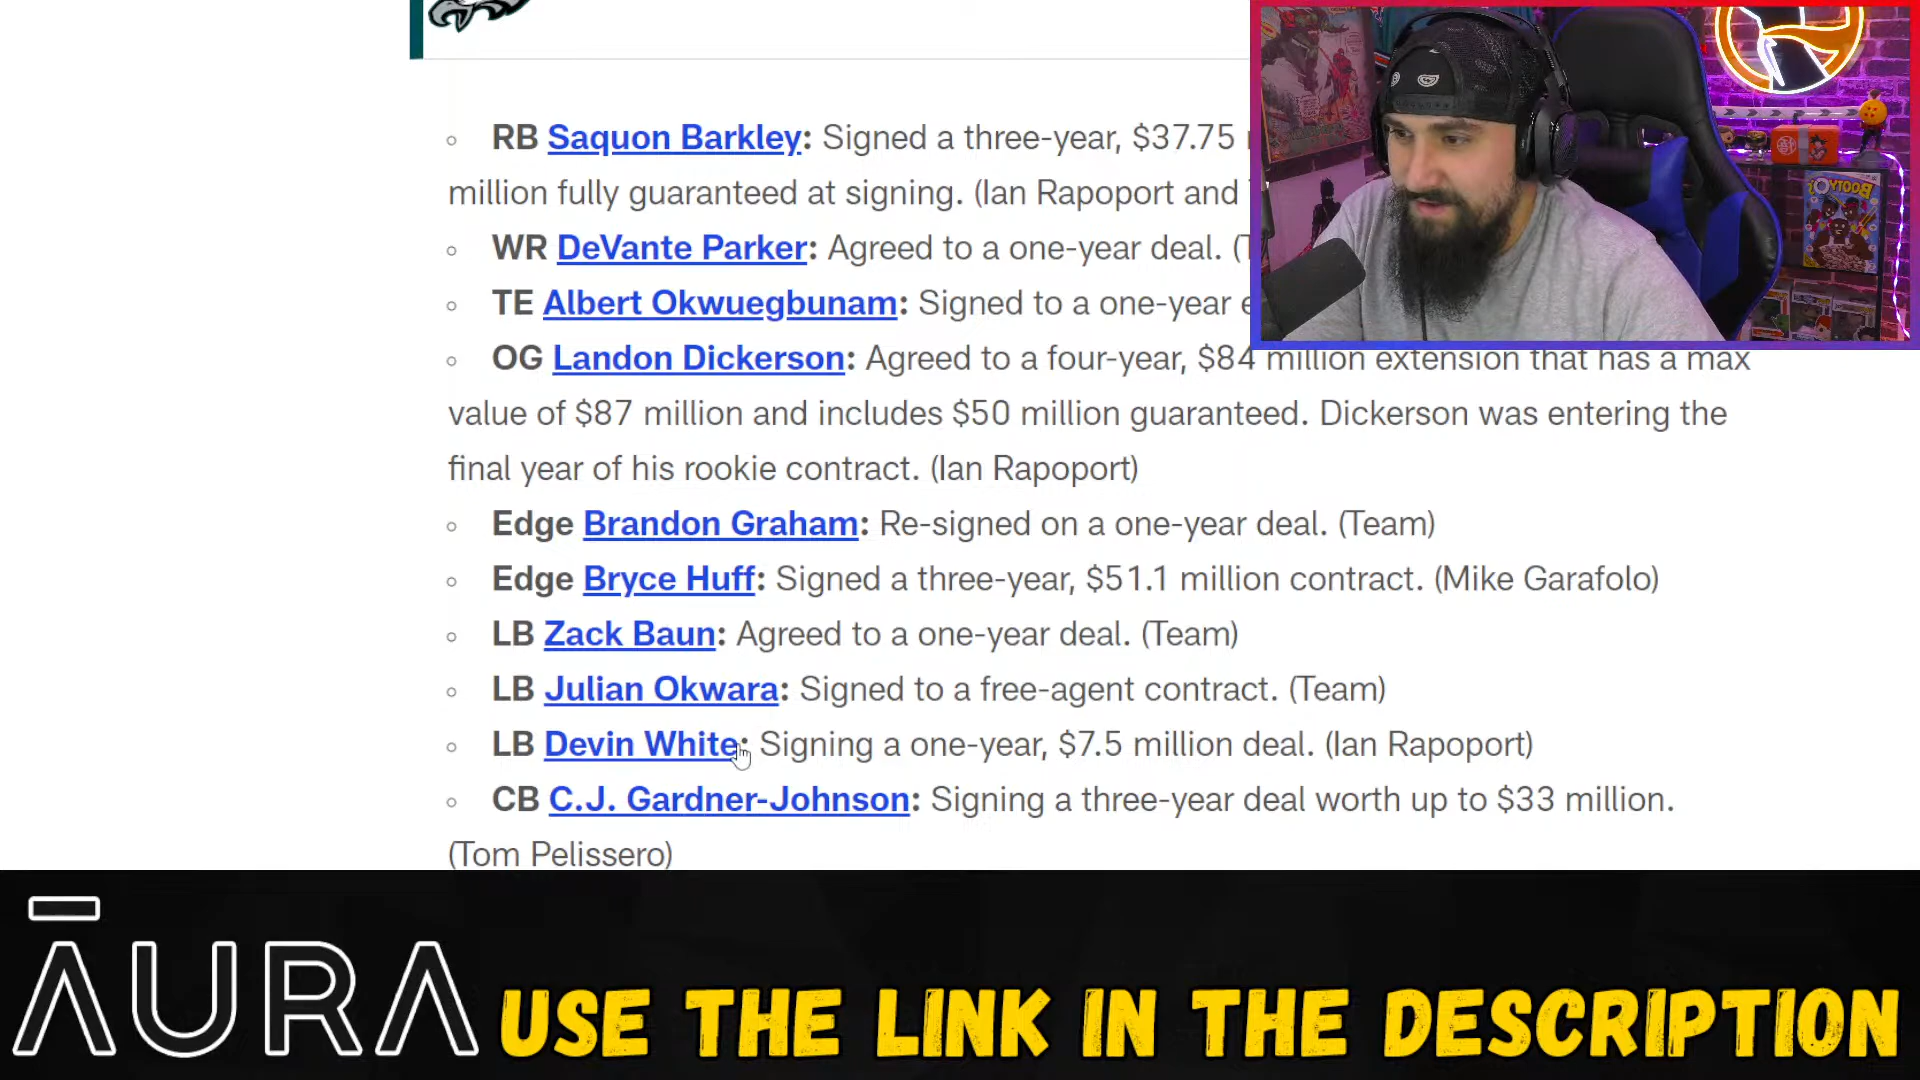 RB Saquon Barkley: Signed a three-year, $37.75
million fully guaranteed at signing. (Ian Rapoport and
WR DeVante Parker: Agreed to a one-year deal. (
TE Albert Okwuegbunam: Signed to a one-year
OG Landon Dickerson: Agreed to a four-year, $84 million extension that has a max
value of $87 million and includes $50 million guaranteed. Dickerson was entering the
final year of his rookie contract. (Ian Rapoport)
Edge Brandon Graham: Re-signed on a one-year deal. (Team)
Edge Bryce Huff: Signed a three-year, $51.1 million contract. (Mike Garafolo)
LB Zack Baun: Agreed to a one-year deal. (Team)
LB Julian Okwara: Signed to a free-agent contract. (Team)
LB Devin White: Signing a one-year, $7.5 million deal. (Ian Rapoport)
CB C.J. Gardner-Johnson: Signing a three-year deal worth up to $33 million.
(Tom Pelissero)
ĀURA USE THE LINK IN THE DESCRIPTION